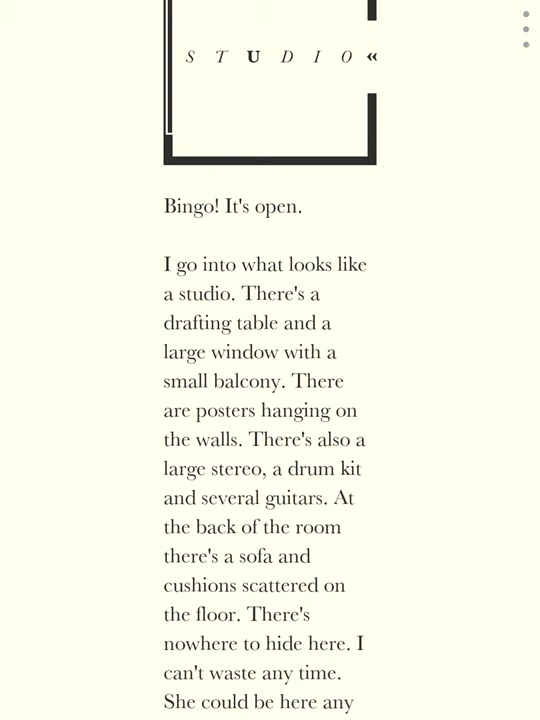 S T U D I O «
Bingo! It's open.
I go into what looks like
a studio. There's a
drafting table and a
large window with a
small balcony. There
are posters hanging on
the walls. There's also a
large stereo, a drum kit
and several guitars. At
the back of the room
there's a sofa and
cushions scattered on
the floor. There's
nowhere to hide here. I
can't waste any time.
She could be here any